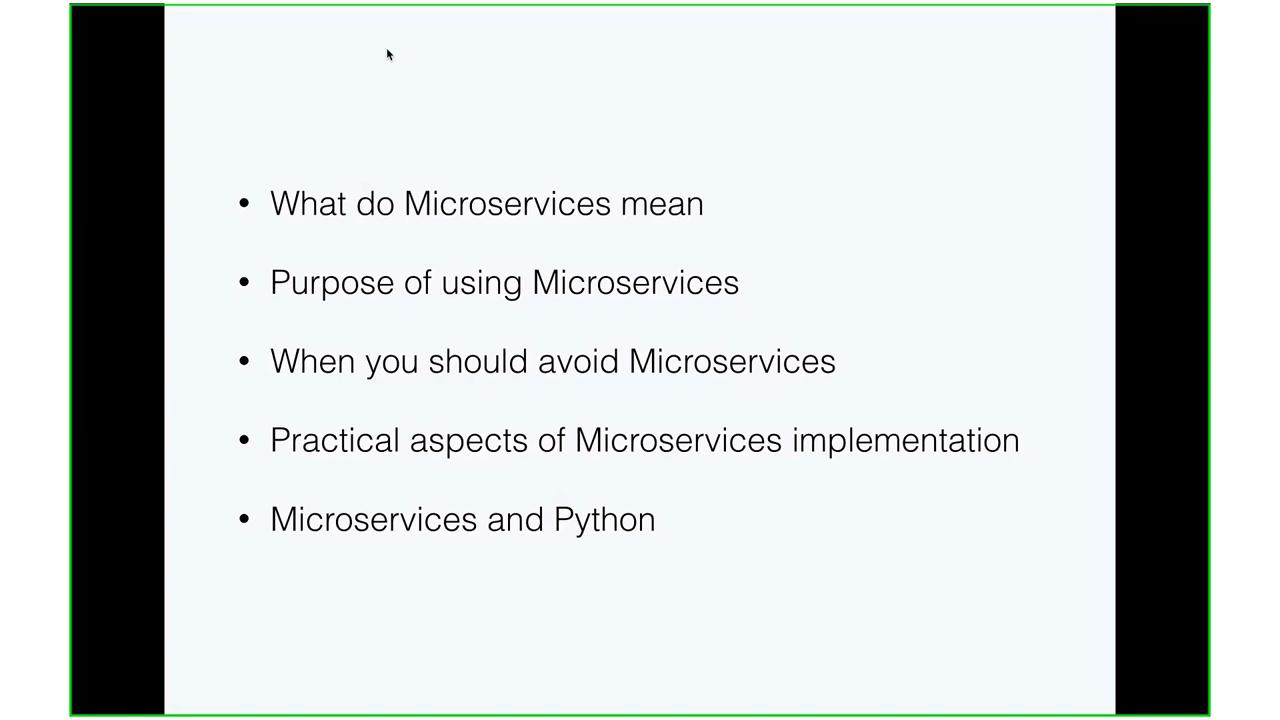 • What do Microservices mean
• Purpose of using Microservices
• When you should avoid Microservices
• Practical aspects of Microservices implementation
• Microservices and Python